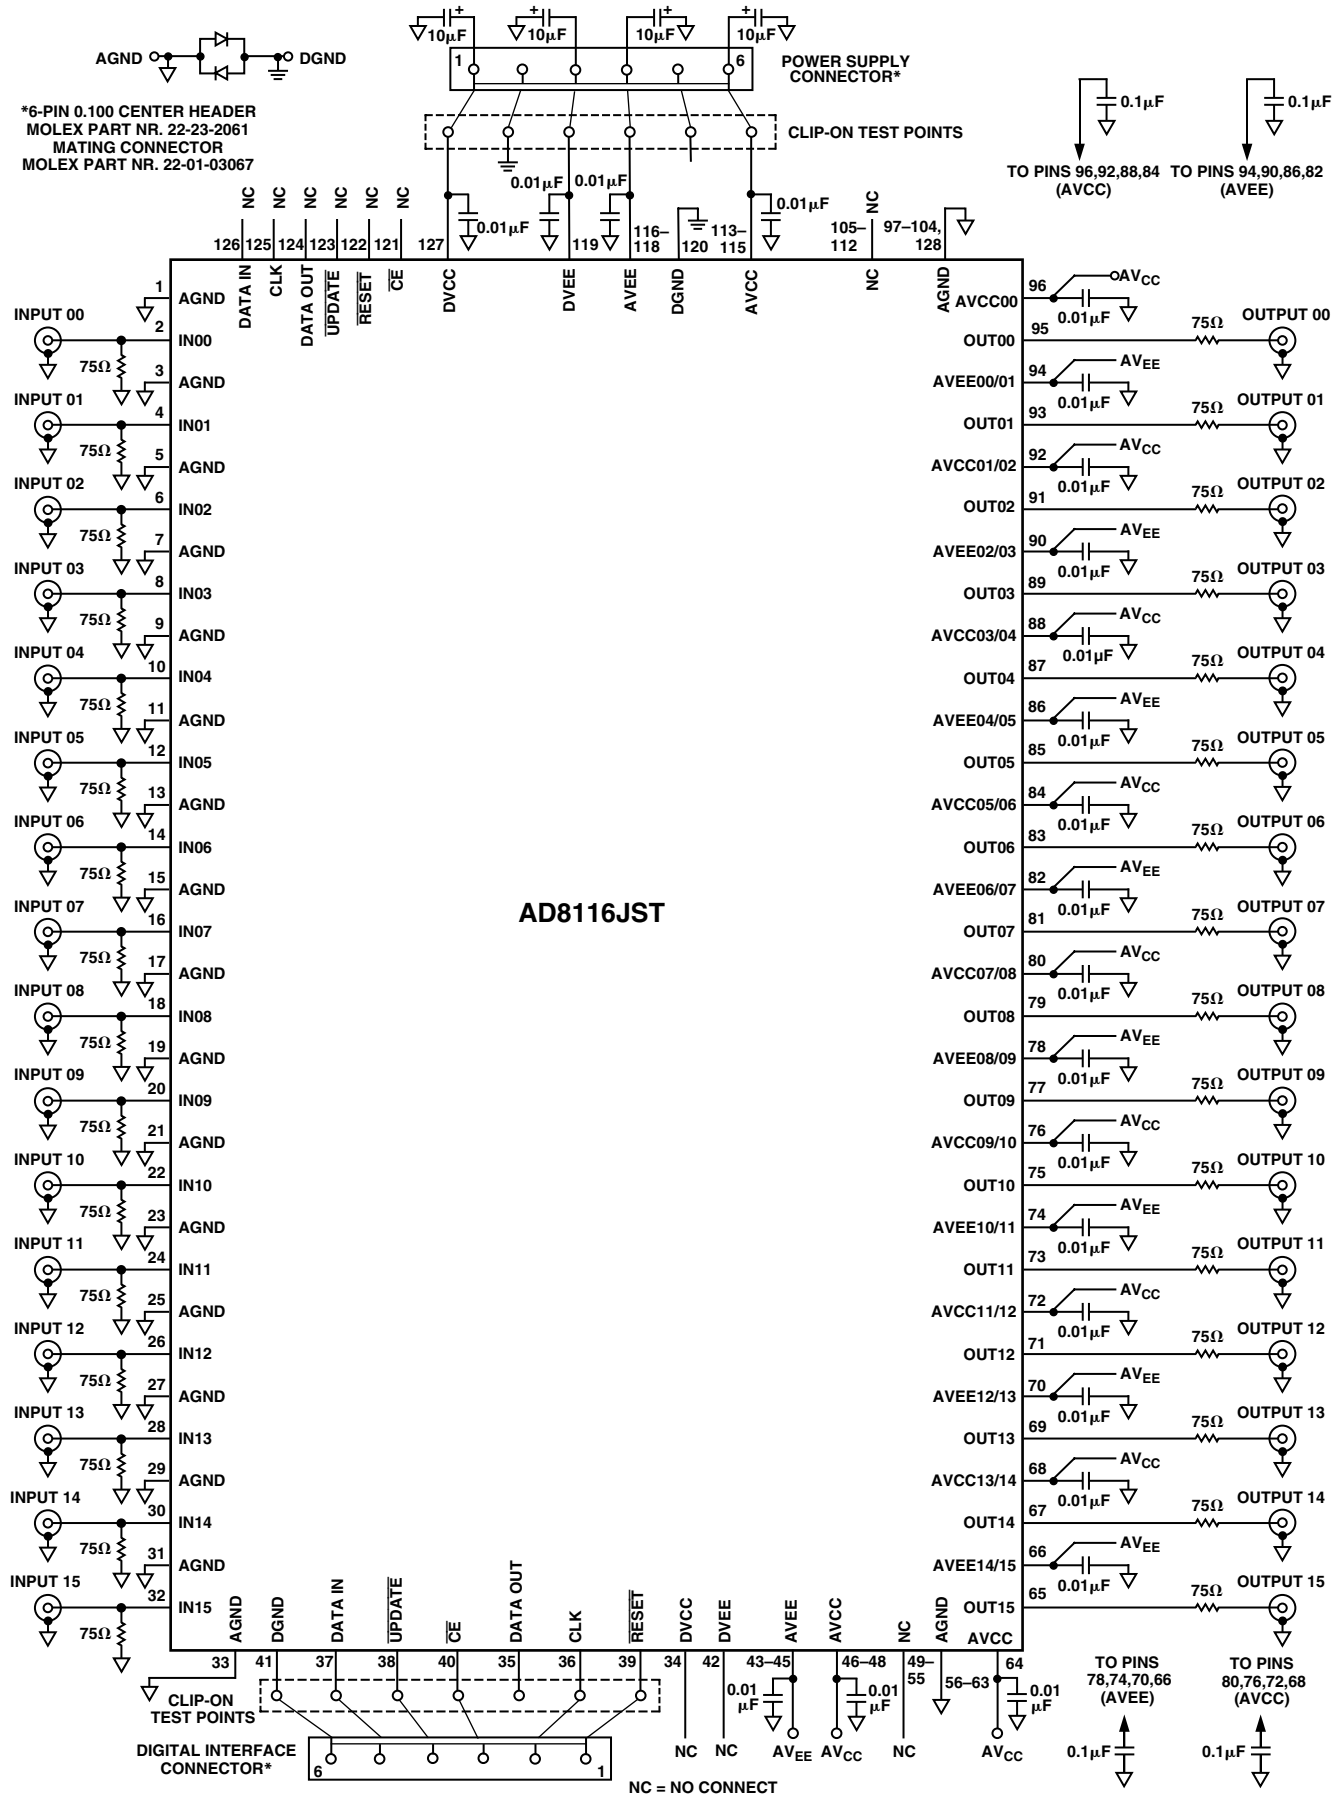 AGND
DGND
*6-PIN 0.100 CENTER HEADER
MOLEX PART NR. 22-23-2061
MATING CONNECTOR
MOLEX PART NR. 22-01-03067
+ 10μF
+ 10μF
10μF +
+ 10μF
1
6
POWER SUPPLY
CONNECTOR*
CLIP-ON TEST POINTS
0.1μF
TO PINS 96,92,88,84
(AVCC)
0.1μF
TO PINS 94,90,86,82
(AVEE)
NC NC NC NC NC NC
126 125 124 123 122 121
0.01μF
127
0.01μF
119
0.01μF
116–
118
120
113–
115
0.01μF
105–
112
NC
97–104,
128
DATA IN
CLK
DATA OUT
UPDATE
RESET
CE
DVCC
DVEE
AVEE
DGND
AVCC
NC
AGND
AD8116JST
1 AGND
INPUT 00 2 IN00
75Ω 3 AGND
INPUT 01 4 IN01
75Ω 5 AGND
INPUT 02 6 IN02
75Ω 7 AGND
INPUT 03 8 IN03
75Ω 9 AGND
INPUT 04 10 IN04
75Ω 11 AGND
INPUT 05 12 IN05
75Ω 13 AGND
INPUT 06 14 IN06
75Ω 15 AGND
INPUT 07 16 IN07
75Ω 17 AGND
INPUT 08 18 IN08
75Ω 19 AGND
INPUT 09 20 IN09
75Ω 21 AGND
INPUT 10 22 IN10
75Ω 23 AGND
INPUT 11 24 IN11
75Ω 25 AGND
INPUT 12 26 IN12
75Ω 27 AGND
INPUT 13 28 IN13
75Ω 29 AGND
INPUT 14 30 IN14
75Ω 31 AGND
INPUT 15 32 IN15
75Ω
AVCC00 96 AVCC 0.01μF
OUT00 95 75Ω OUTPUT 00
AVEE00/01 94 AVEE 0.01μF
OUT01 93 75Ω OUTPUT 01
AVCC01/02 92 AVCC 0.01μF
OUT02 91 75Ω OUTPUT 02
AVEE02/03 90 AVEE 0.01μF
OUT03 89 75Ω OUTPUT 03
AVCC03/04 88 AVCC 0.01μF
OUT04 87 75Ω OUTPUT 04
AVEE04/05 86 AVEE 0.01μF
OUT05 85 75Ω OUTPUT 05
AVCC05/06 84 AVCC 0.01μF
OUT06 83 75Ω OUTPUT 06
AVEE06/07 82 AVEE 0.01μF
OUT07 81 75Ω OUTPUT 07
AVCC07/08 80 AVCC 0.01μF
OUT08 79 75Ω OUTPUT 08
AVEE08/09 78 AVEE 0.01μF
OUT09 77 75Ω OUTPUT 09
AVCC09/10 76 AVCC 0.01μF
OUT10 75 75Ω OUTPUT 10
AVEE10/11 74 AVEE 0.01μF
OUT11 73 75Ω OUTPUT 11
AVCC11/12 72 AVCC 0.01μF
OUT12 71 75Ω OUTPUT 12
AVEE12/13 70 AVEE 0.01μF
OUT13 69 75Ω OUTPUT 13
AVCC13/14 68 AVCC 0.01μF
OUT14 67 75Ω OUTPUT 14
AVEE14/15 66 AVEE 0.01μF
OUT15 65 75Ω OUTPUT 15
AGND
DGND
DATA IN
UPDATE
CE
DATA OUT
CLK
RESET
DVCC
DVEE
AVEE
AVCC
NC
AGND
AVCC
33 41 37 38 40 35 36 39 34 42 43–45 46–48 49–
55 56–63 64
CLIP-ON
TEST POINTS
0.01
μF
0.01
μF
0.01
μF
NC NC AVEE AVCC NC AVCC
DIGITAL INTERFACE
CONNECTOR*
6
1
NC = NO CONNECT
TO PINS
78,74,70,66
(AVEE)
0.1μF
TO PINS
80,76,72,68
(AVCC)
0.1μF